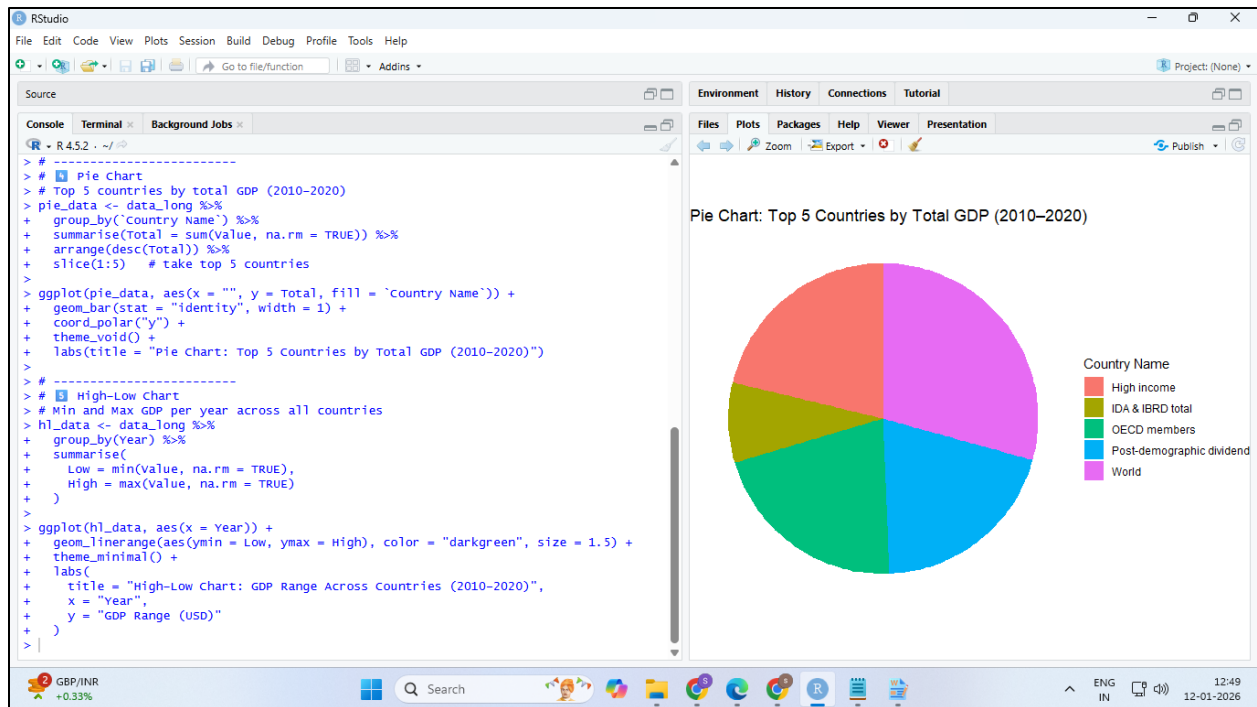 RStudio
File Edit Code View Plots Session Build Debug Profile Tools Help
Go to file/function
Addins
Project: (None)
Source
Console Terminal Background Jobs
R 4.5.2 · ~/
> # -------------------------
> # 4️⃣ Pie Chart
> # Top 5 countries by total GDP (2010–2020)
> pie_data <- data_long %>%
+   group_by(`Country Name`) %>%
+   summarise(Total = sum(Value, na.rm = TRUE)) %>%
+   arrange(desc(Total)) %>%
+   slice(1:5)   # take top 5 countries
>
> ggplot(pie_data, aes(x = "", y = Total, fill = `Country Name`)) +
+   geom_bar(stat = "identity", width = 1) +
+   coord_polar("y") +
+   theme_void() +
+   labs(title = "Pie Chart: Top 5 Countries by Total GDP (2010–2020)")
>
> # -------------------------
> # 5️⃣ High–Low Chart
> # Min and Max GDP per year across all countries
> hl_data <- data_long %>%
+   group_by(Year) %>%
+   summarise(
+     Low = min(Value, na.rm = TRUE),
+     High = max(Value, na.rm = TRUE)
+   )
>
> ggplot(hl_data, aes(x = Year)) +
+   geom_linerange(aes(ymin = Low, ymax = High), color = "darkgreen", size = 1.5) +
+   theme_minimal() +
+   labs(
+     title = "High–Low Chart: GDP Range Across Countries (2010–2020)",
+     x = "Year",
+     y = "GDP Range (USD)"
+   )
>
Environment History Connections Tutorial
Files Plots Packages Help Viewer Presentation
Zoom Export Publish
Pie Chart: Top 5 Countries by Total GDP (2010–2020)
Country Name
High income
IDA & IBRD total
OECD members
Post-demographic dividend
World
2
GBP/INR
+0.33%
Search
S
s
R
ENG
IN
12:49
12-01-2026